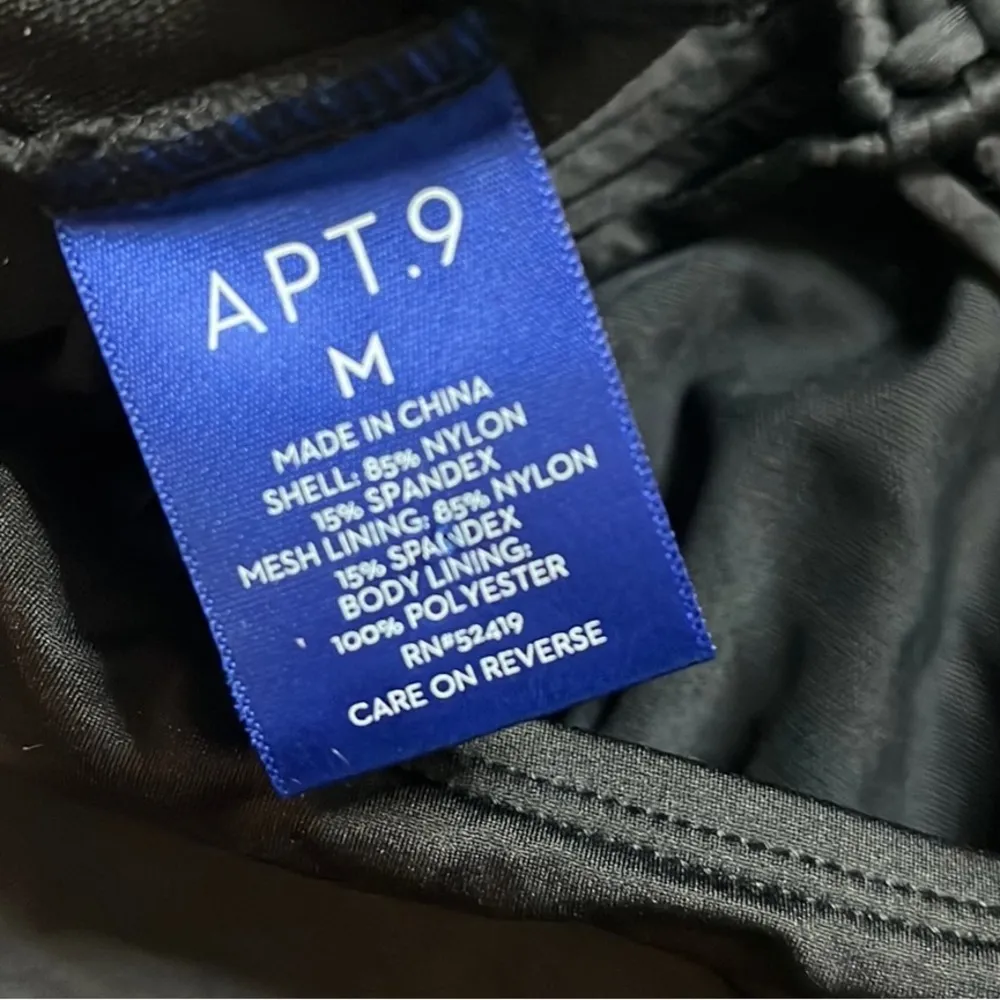 APT.9
M
MADE IN CHINA
SHELL: 85% NYLON
15% SPANDEX
MESH LINING: 85% NYLON
15% SPANDEX
BODY LINING:
100% POLYESTER
RN#52419
CARE ON REVERSE